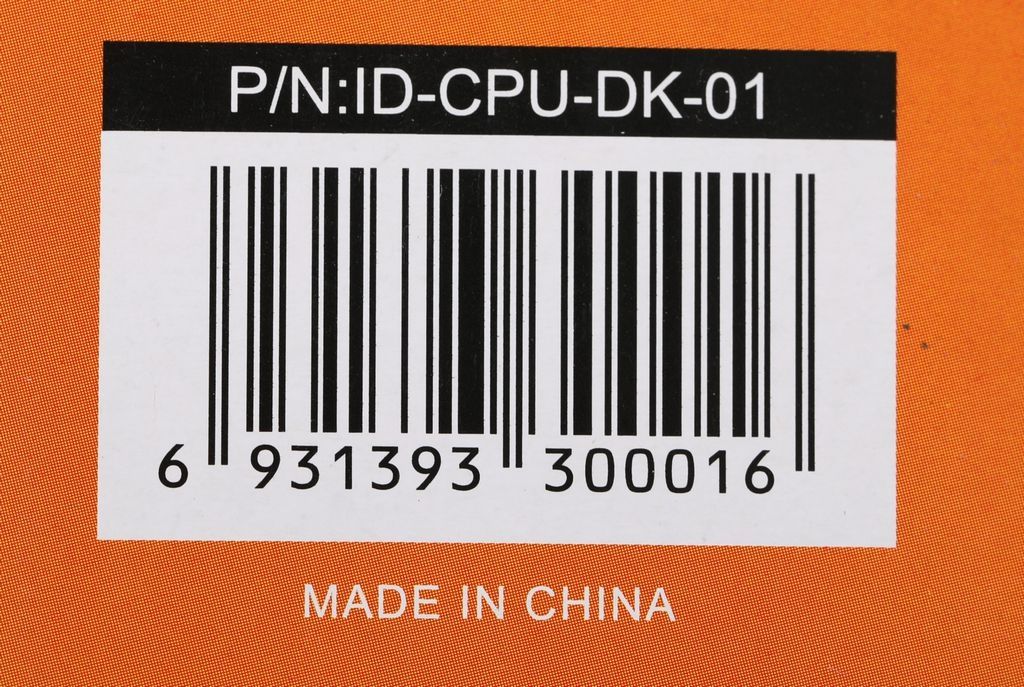 P/N:ID-CPU-DK-01
6 931393 300016
MADE IN CHINA